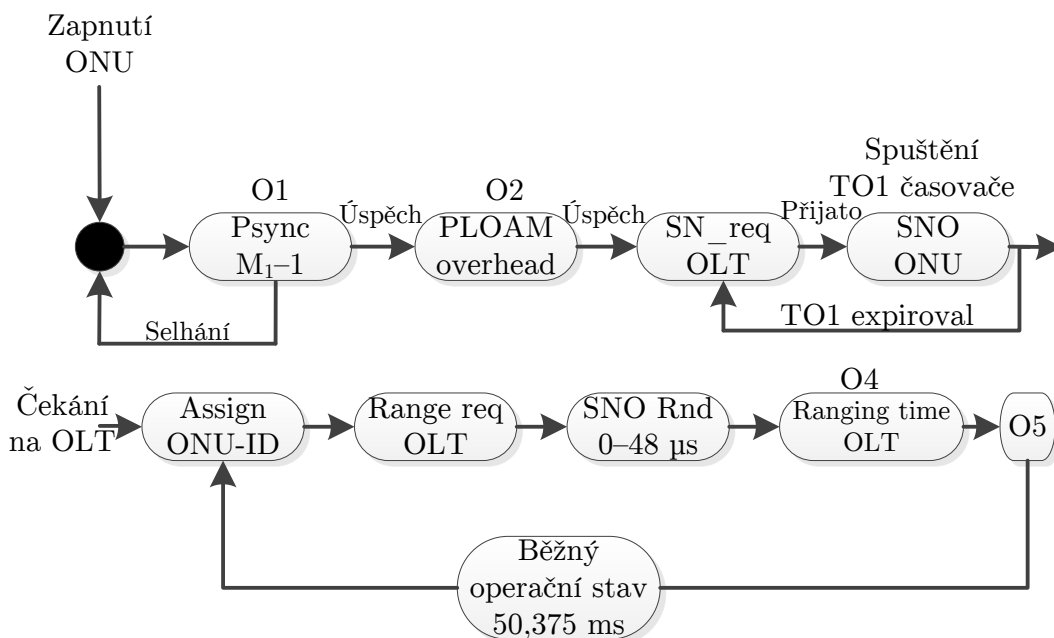 Zapnutí
ONU
O1
Psync
M₁–1
Úspěch
O2
PLOAM
overhead
Úspěch
SN_req
OLT
Přijato
Spuštění
TO1 časovače
SNO
ONU
Selhání
TO1 expiroval
Čekání
na OLT
Assign
ONU-ID
Range req
OLT
SNO Rnd
0–48 µs
O4
Ranging time
OLT
O5
Běžný
operační stav
50,375 ms